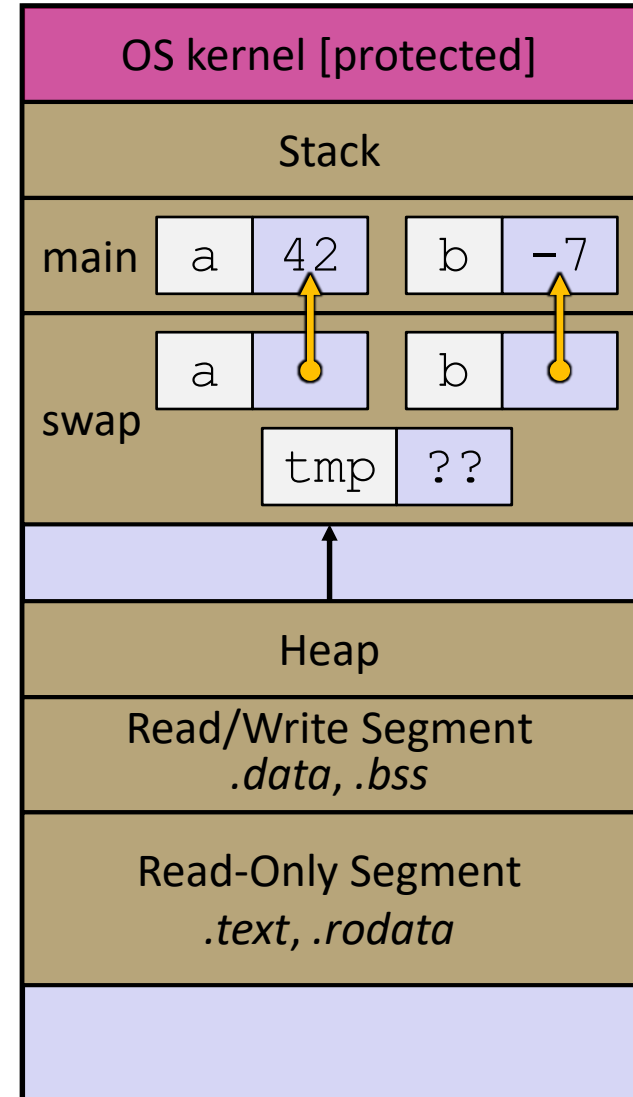 OS kernel [protected]
Stack
main a 42 b -7
a b
swap
tmp ??
Heap
Read/Write Segment
.data, .bss
Read-Only Segment
.text, .rodata